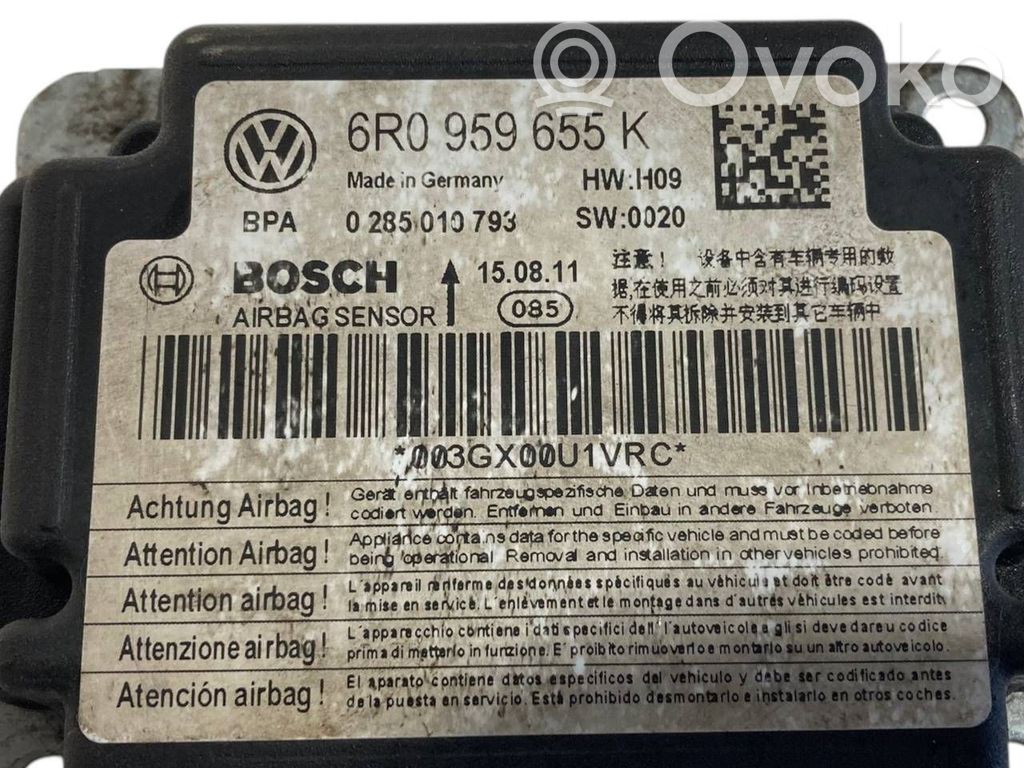 Ovoko
6R0 959 655 K
Made in Germany HW:H09
BPA 0 285 010 793 SW:0020
BOSCH 15.08.11
AIRBAG SENSOR 085
注意! 设备中含有车辆专用的数
据,在使用之前必须对其进行编码设置
不得将其拆除并安装到其它车辆中
*003GX00U1VRC*
Achtung Airbag! Gerät enthält fahrzeugspezifische Daten und muss vor Inbetriebnahme
codiert werden. Entfernen und Einbau in andere Fahrzeuge verboten.
Attention Airbag! Appliance contains data for the specific vehicle and must be coded before
being operational. Removal and installation in other vehicles prohibited.
Attention airbag! L'appareil renferme des données spécifiques au véhicule et doit être codé avant
la mise en service. L'enlèvement et le montage dans d'autres véhicules est interdit.
Attenzione airbag! L'apparecchio contiene i dati specifici dell'l'autoveicolo e gli si deve dare u codice
prima di metterlo in funzione. E' proibito rimuoverlo e montarlo su un altro autoveicolo.
Atención airbag! El aparato contiene datos especificos del vehículo y debe ser codificado antes
de la puesta en servicio. Está prohibido desmontarlo e instalarlo en otros coches.